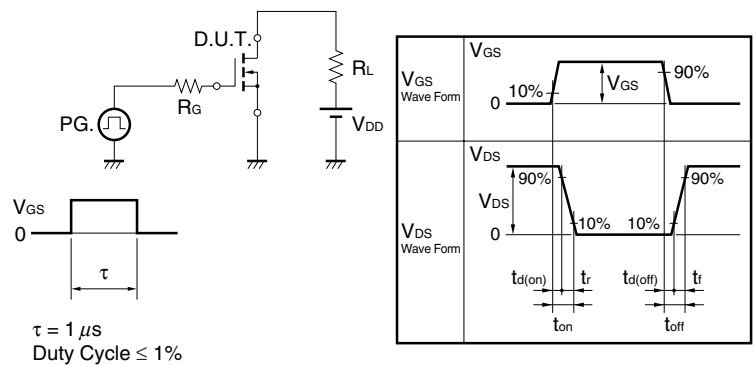 D.U.T.
RG
PG.
RL
VDD
VGS
0
τ
τ = 1 μs
Duty Cycle ≤ 1%
VGS
Wave Form
VGS
10%
0
VGS
90%
VDS
Wave Form
VDS
90%
VDS
0
10%
10%
90%
td(on)
tr
td(off)
tf
ton
toff